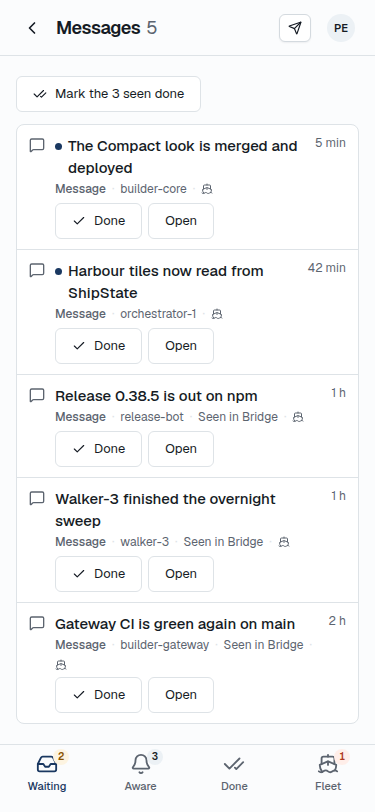 Messages 5
PE
Mark the 3 seen done
The Compact look is merged and 5 min
deployed
Message · builder-core ·
Done Open
Harbour tiles now read from 42 min
ShipState
Message · orchestrator-1 ·
Done Open
Release 0.38.5 is out on npm 1 h
Message · release-bot · Seen in Bridge ·
Done Open
Walker-3 finished the overnight 1 h
sweep
Message · walker-3 · Seen in Bridge ·
Done Open
Gateway CI is green again on main 2 h
Message · builder-gateway · Seen in Bridge ·
Done Open
2 3 1
Waiting Aware Done Fleet